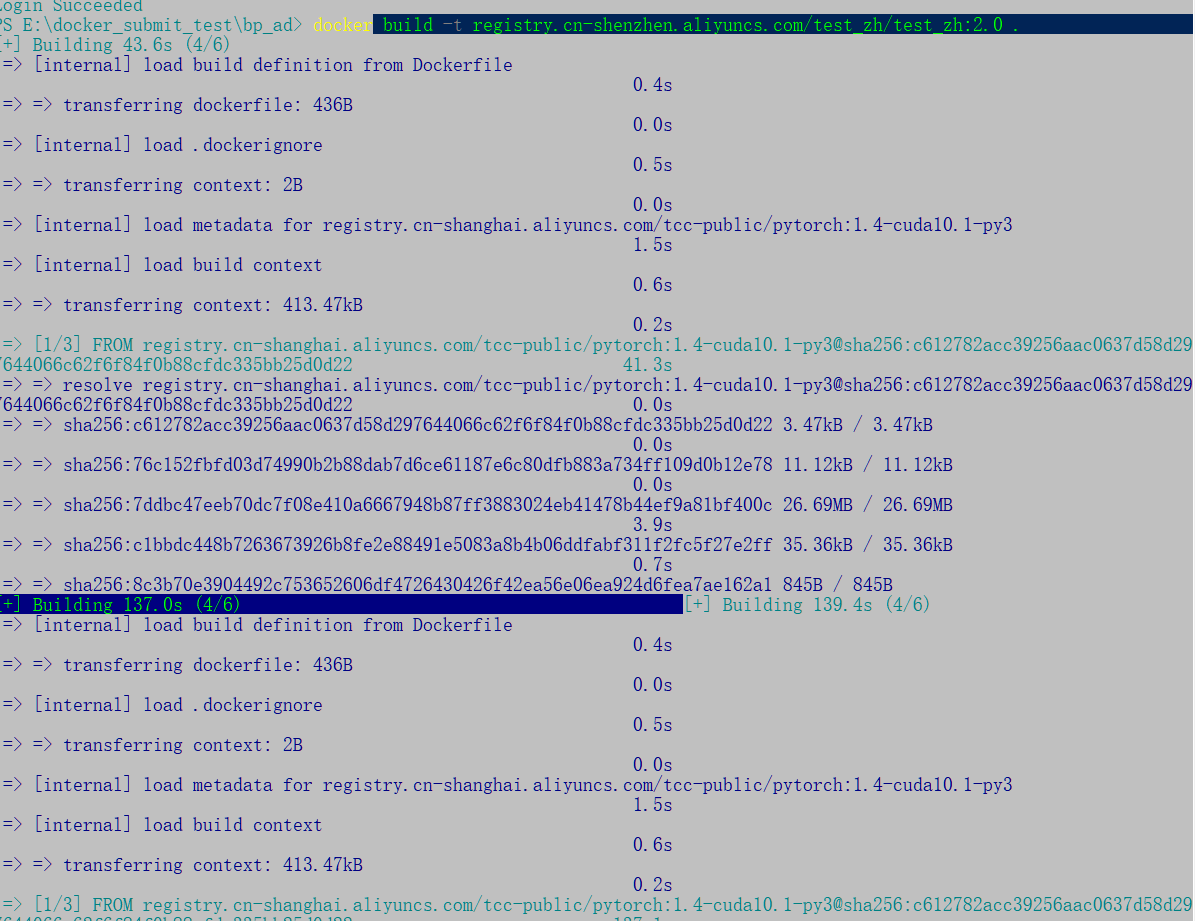 Login Succeeded
PS E:\docker_submit_test\bp_ad> docker build -t registry.cn-shenzhen.aliyuncs.com/test_zh/test_zh:2.0 .
[+] Building 43.6s (4/6)
=> [internal] load build definition from Dockerfile
0.4s
=> => transferring dockerfile: 436B
0.0s
=> [internal] load .dockerignore
0.5s
=> => transferring context: 2B
0.0s
=> [internal] load metadata for registry.cn-shanghai.aliyuncs.com/tcc-public/pytorch:1.4-cuda10.1-py3
1.5s
=> [internal] load build context
0.6s
=> => transferring context: 413.47kB
0.2s
=> [1/3] FROM registry.cn-shanghai.aliyuncs.com/tcc-public/pytorch:1.4-cuda10.1-py3@sha256:c612782acc39256aac0637d58d29
7644066c62f6f84f0b88cfdc335bb25d0d22 41.3s
=> => resolve registry.cn-shanghai.aliyuncs.com/tcc-public/pytorch:1.4-cuda10.1-py3@sha256:c612782acc39256aac0637d58d29
7644066c62f6f84f0b88cfdc335bb25d0d22 0.0s
=> => sha256:c612782acc39256aac0637d58d297644066c62f6f84f0b88cfdc335bb25d0d22 3.47kB / 3.47kB
0.0s
=> => sha256:76c152fbfd03d74990b2b88dab7d6ce61187e6c80dfb883a734ff109d0b12e78 11.12kB / 11.12kB
0.0s
=> => sha256:7ddbc47eeb70dc7f08e410a6667948b87ff3883024eb41478b44ef9a81bf400c 26.69MB / 26.69MB
3.9s
=> => sha256:c1bbdc448b7263673926b8fe2e88491e5083a8b4b06ddfabf311f2fc5f27e2ff 35.36kB / 35.36kB
0.7s
=> => sha256:8c3b70e3904492c753652606df4726430426f42ea56e06ea924d6fea7ae162a1 845B / 845B
[+] Building 137.0s (4/6) [+] Building 139.4s (4/6)
=> [internal] load build definition from Dockerfile
0.4s
=> => transferring dockerfile: 436B
0.0s
=> [internal] load .dockerignore
0.5s
=> => transferring context: 2B
0.0s
=> [internal] load metadata for registry.cn-shanghai.aliyuncs.com/tcc-public/pytorch:1.4-cuda10.1-py3
1.5s
=> [internal] load build context
0.6s
=> => transferring context: 413.47kB
0.2s
=> [1/3] FROM registry.cn-shanghai.aliyuncs.com/tcc-public/pytorch:1.4-cuda10.1-py3@sha256:c612782acc39256aac0637d58d29